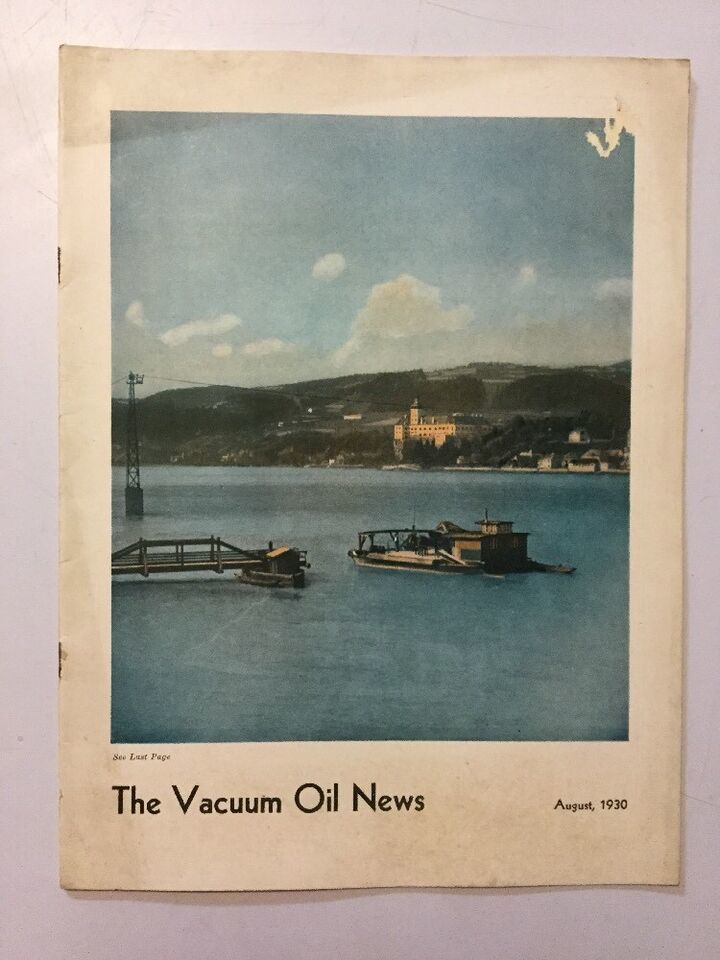 See Last Page
The Vacuum Oil News
August, 1930